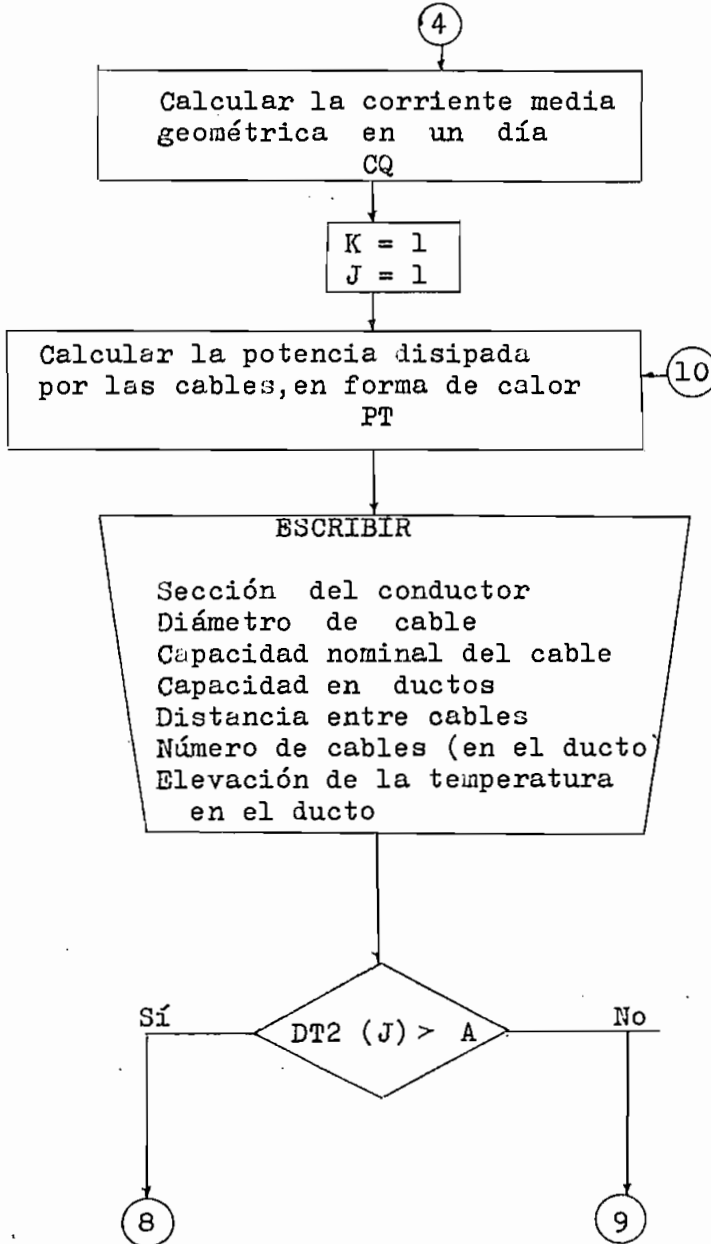 4
Calcular la corriente media
geométrica en un día
CQ
K = 1
J = 1
Calcular la potencia disipada
por las cables, en forma de calor
PT
10
ESCRIBIR
Sección del conductor
Diámetro de cable
Capacidad nominal del cable
Capacidad en ductos
Distancia entre cables
Número de cables (en el ducto)
Elevación de la temperatura
en el ducto
Sí
DT2 (J) > A
No
8
9